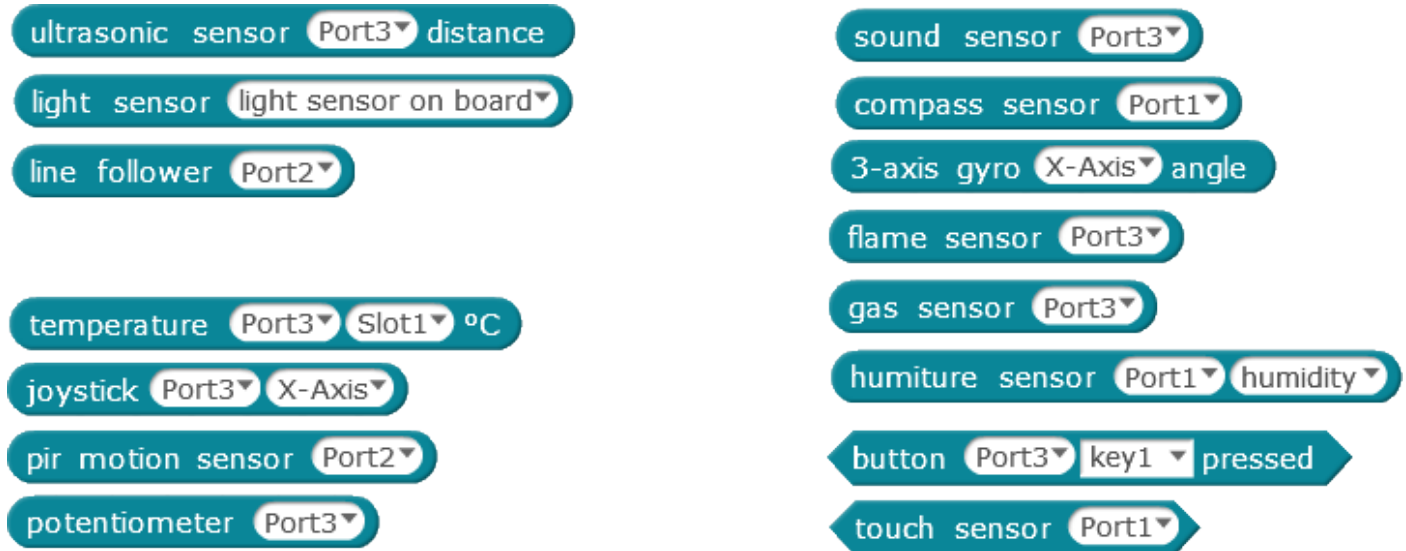 ultrasonic sensor Port3 distance
light sensor light sensor on board
line follower Port2
temperature Port3 Slot1 ºC
joystick Port3 X-Axis
pir motion sensor Port2
potentiometer Port3
sound sensor Port3
compass sensor Port1
3-axis gyro X-Axis angle
flame sensor Port3
gas sensor Port3
humiture sensor Port1 humidity
button Port3 key1 pressed
touch sensor Port1